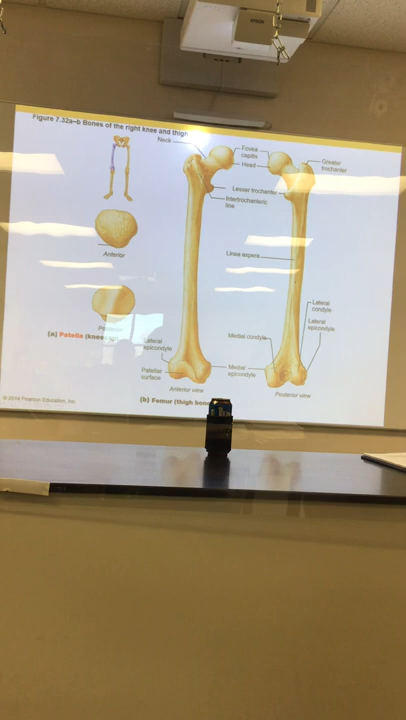 EPSON
Figure 7.32a–b Bones of the right knee and thigh
Neck
Fovea
capitis
Head
Greater
trochanter
Lesser trochanter
Intertrochanteric
line
Anterior
Linea aspera
Lateral
condyle
Lateral
epicondyle
Medial condyle
Posterior
(a) Patella
Lateral
epicondyle
Patellar
surface
Medial
epicondyle
Anterior view
Posterior view
(b) Femur (thigh bone
© 2014 Pearson Education, Inc.